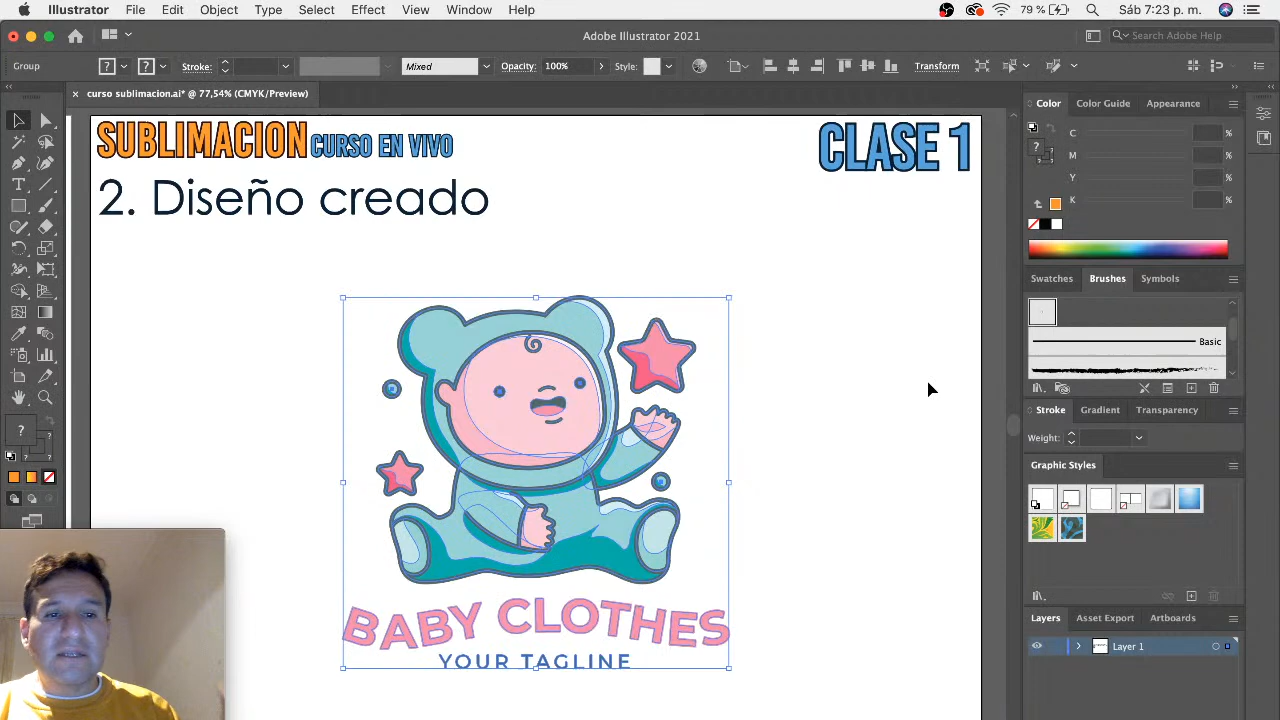 Illustrator File Edit Object Type Select Effect View Window Help 79 % Sáb 7:23 p. m.
Adobe Illustrator 2021 Search Adobe Help
Group ? ? Stroke: Mixed Opacity: 100% Style: Transform
× curso sublimacion.ai* @ 77,54% (CMYK/Preview)
SUBLIMACION CURSO EN VIVO CLASE 1
2. Diseño creado
BABY CLOTHES
YOUR TAGLINE
?
Color Color Guide Appearance
C %
? M %
Y %
K %
Swatches Brushes Symbols
Basic
Stroke Gradient Transparency
Weight:
Graphic Styles
Layers Asset Export Artboards
Layer 1